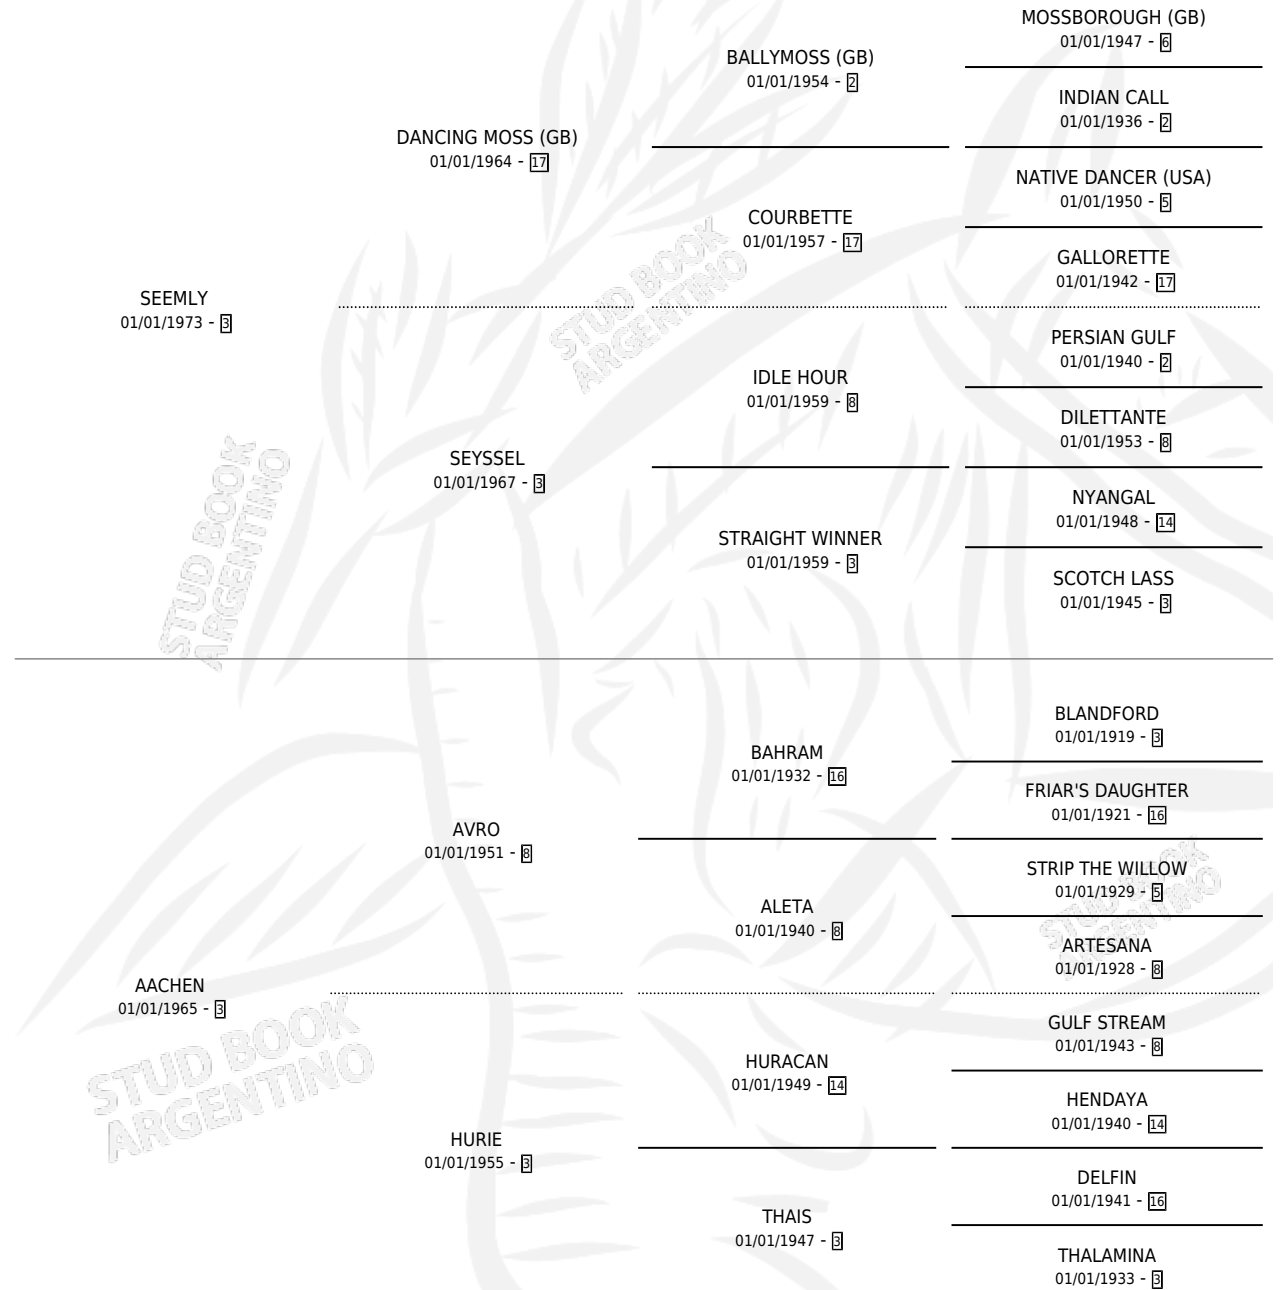 SEEMLY
01/01/1973 - 3
DANCING MOSS (GB)
01/01/1964 - 17
BALLYMOSS (GB)
01/01/1954 - 2
MOSSBOROUGH (GB)
01/01/1947 - 6
INDIAN CALL
01/01/1936 - 2
COURBETTE
01/01/1957 - 17
NATIVE DANCER (USA)
01/01/1950 - 5
GALLORETTE
01/01/1942 - 17
SEYSSEL
01/01/1967 - 3
IDLE HOUR
01/01/1959 - 8
PERSIAN GULF
01/01/1940 - 2
DILETTANTE
01/01/1953 - 8
STRAIGHT WINNER
01/01/1959 - 3
NYANGAL
01/01/1948 - 14
SCOTCH LASS
01/01/1945 - 3
STUD BOOK
ARGENTINO
STUD BOOK
ARGENTINO
AACHEN
01/01/1965 - 3
AVRO
01/01/1951 - 8
BAHRAM
01/01/1932 - 16
BLANDFORD
01/01/1919 - 3
FRIAR'S DAUGHTER
01/01/1921 - 16
ALETA
01/01/1940 - 8
STRIP THE WILLOW
01/01/1929 - 5
ARTESANA
01/01/1928 - 8
HURIE
01/01/1955 - 3
HURACAN
01/01/1949 - 14
GULF STREAM
01/01/1943 - 8
HENDAYA
01/01/1940 - 14
THAIS
01/01/1947 - 3
DELFIN
01/01/1941 - 16
THALAMINA
01/01/1933 - 3
STUD BOOK
ARGENTINO
STUD BOOK
ARGENTINO